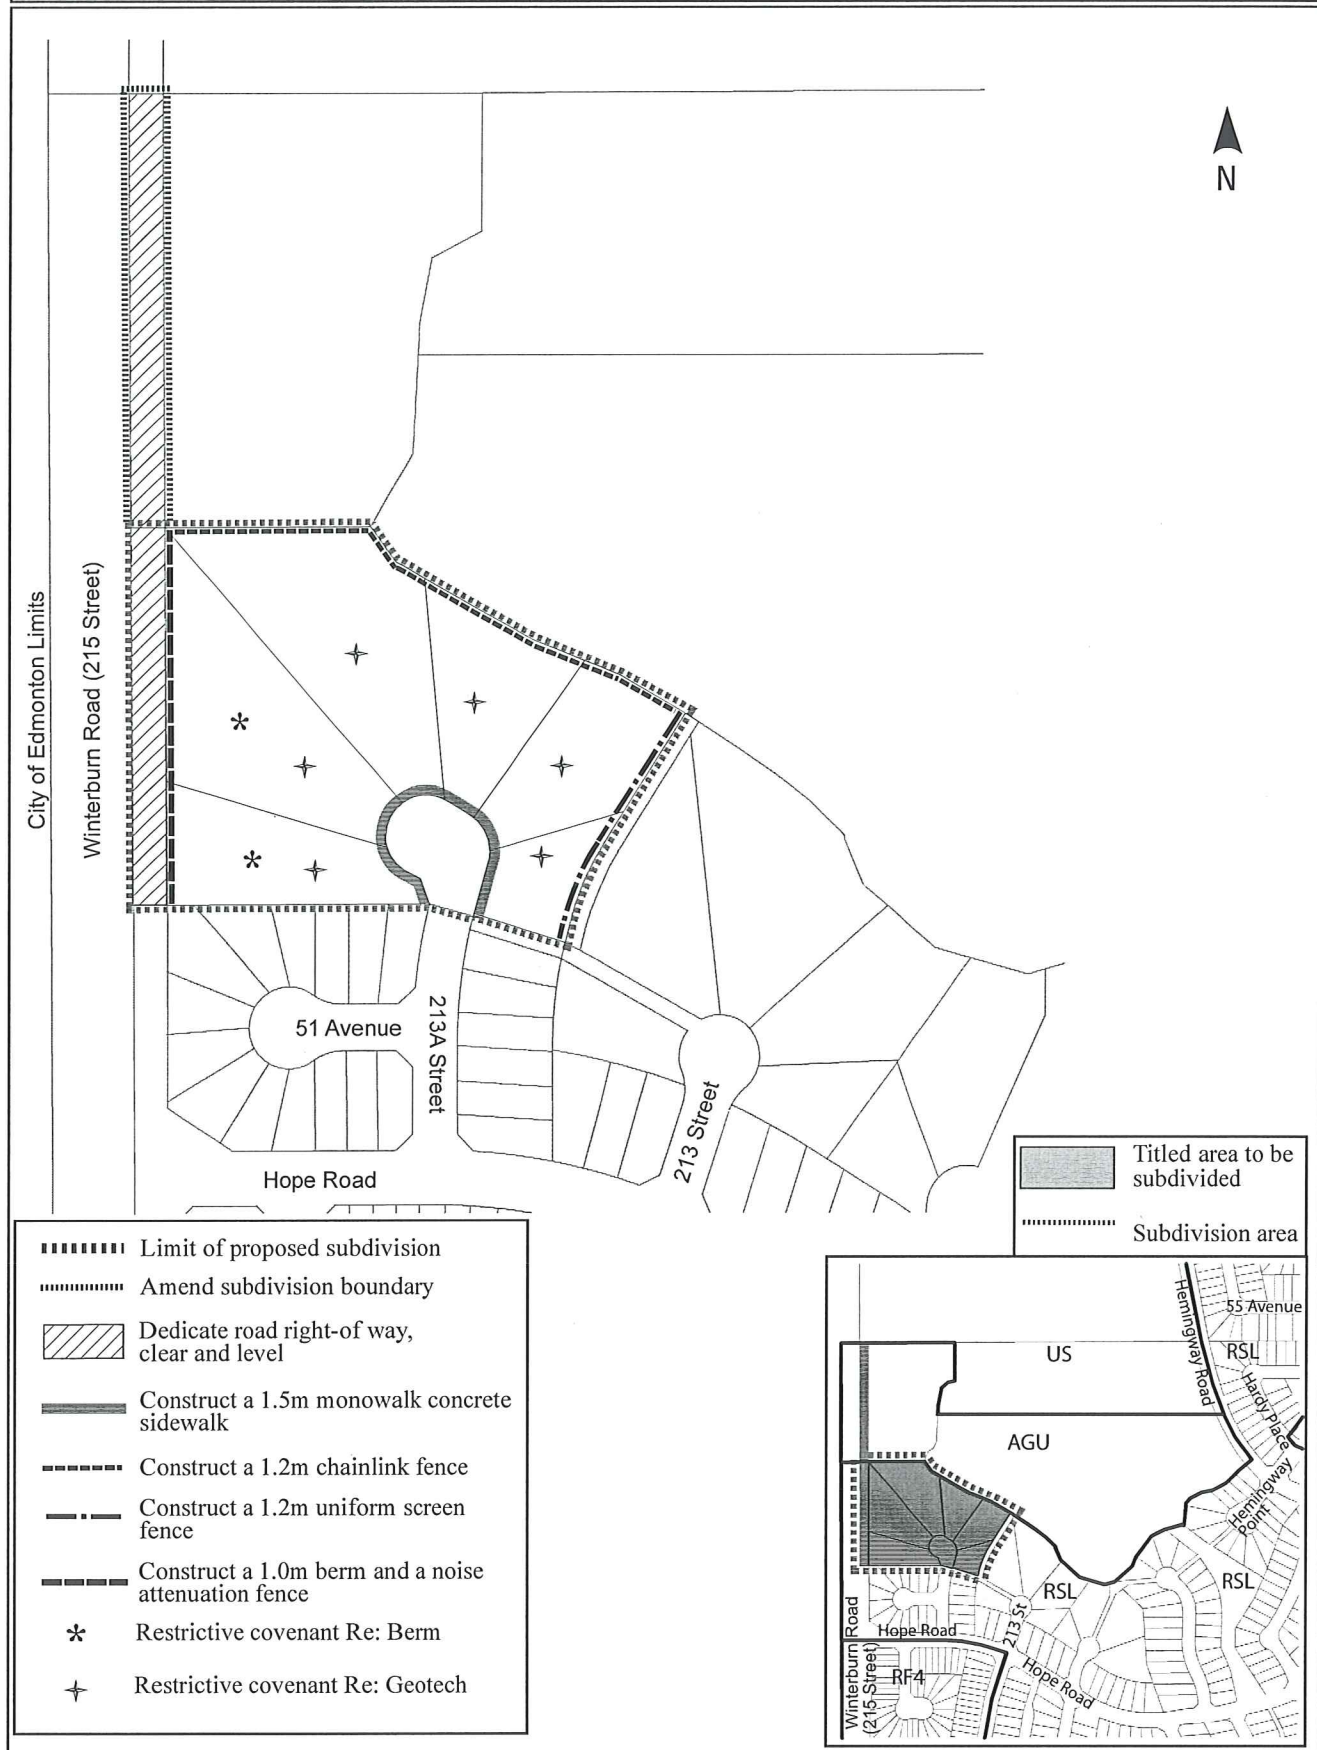 N
City of Edmonton Limits
Winterburn Road (215 Street)
51 Avenue
213A Street
213 Street
Hope Road
Titled area to be
subdivided
Subdivision area
Limit of proposed subdivision
Amend subdivision boundary
Dedicate road right-of way,
clear and level
Construct a 1.5m monowalk concrete
sidewalk
Construct a 1.2m chainlink fence
Construct a 1.2m uniform screen
fence
Construct a 1.0m berm and a noise
attenuation fence
Restrictive covenant Re: Berm
Restrictive covenant Re: Geotech
Hemingway Road
55 Avenue
US
RSL
Hardy Place
AGU
Hemingway
Point
RSL
RSL
213 St
Hope Road
Winterburn Road
(215 Street)
RF4
Hope Road